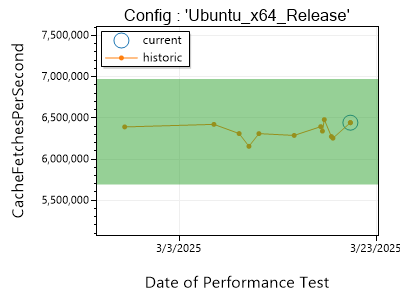 Config : 'Ubuntu_x64_Release'
current
historic
7,500,000
7,000,000
6,500,000
6,000,000
5,500,000
CacheFetchesPerSecond
3/3/2025
3/23/2025
Date of Performance Test